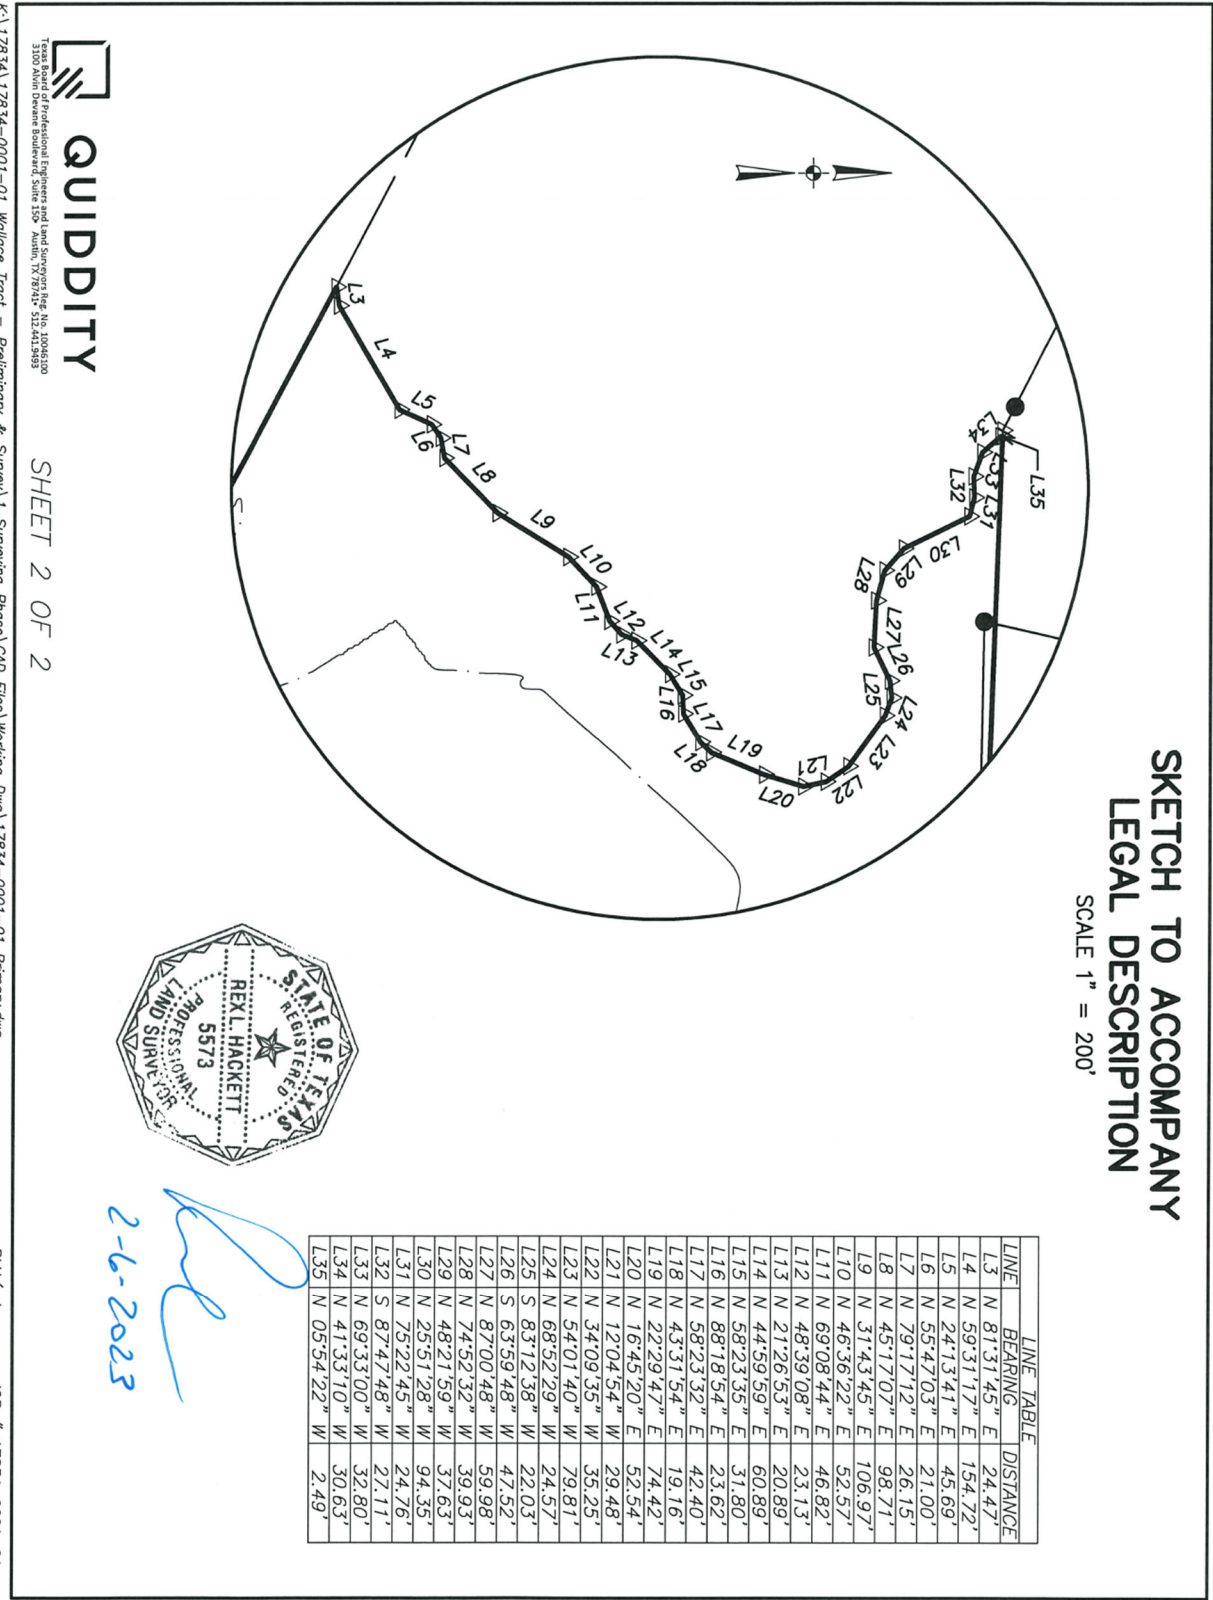 SKETCH TO ACCOMPANY
LEGAL DESCRIPTION
SCALE 1" = 200'
L35
L34
L33
L32
L31
L30
L29
L28
L27
L26
L25
L24
L23
L22
L21
L20
L19
L18
L17
L16
L15
L14
L13
L12
L11
L10
L9
L8
L7
L6
L5
L4
L3
LINE TABLE
LINE BEARING DISTANCE
L3 N 81°31'45" E 24.47'
L4 N 59°31'17" E 154.72'
L5 N 24°13'41" E 45.69'
L6 N 55°47'03" E 21.00'
L7 N 79°17'12" E 26.15'
L8 N 45°17'07" E 98.71'
L9 N 31°43'45" E 106.97'
L10 N 46°36'22" E 52.57'
L11 N 69°08'44" E 46.82'
L12 N 48°39'08" E 23.13'
L13 N 21°26'53" E 20.89'
L14 N 44°59'59" E 60.89'
L15 N 58°23'35" E 31.80'
L16 N 88°18'54" E 23.62'
L17 N 58°23'32" E 42.40'
L18 N 43°31'54" E 19.16'
L19 N 22°29'47" E 74.42'
L20 N 16°45'20" E 52.54'
L21 N 12°04'54" W 29.48'
L22 N 34°09'35" W 35.25'
L23 N 54°01'40" W 79.81'
L24 N 68°52'29" W 24.57'
L25 S 83°12'38" W 22.03'
L26 S 63°59'48" W 47.52'
L27 N 87°00'48" W 59.98'
L28 N 74°52'32" W 39.93'
L29 N 48°21'59" W 37.63'
L30 N 25°51'28" W 94.35'
L31 N 75°22'45" W 24.76'
L32 S 87°47'48" W 27.11'
L33 N 69°33'00" W 32.80'
L34 N 41°33'10" W 30.63'
L35 N 05°54'22" W 2.49'
STATE OF TEXAS
REGISTERED
REX L. HACKETT
5573
PROFESSIONAL
LAND SURVEYOR
2-6-2023
QUIDDITY
Texas Board of Professional Engineers and Land Surveyors Reg. No. 10046100
3100 Alvin Devane Boulevard, Suite 150• Austin, TX 78741• 512.441.9493
SHEET 2 OF 2